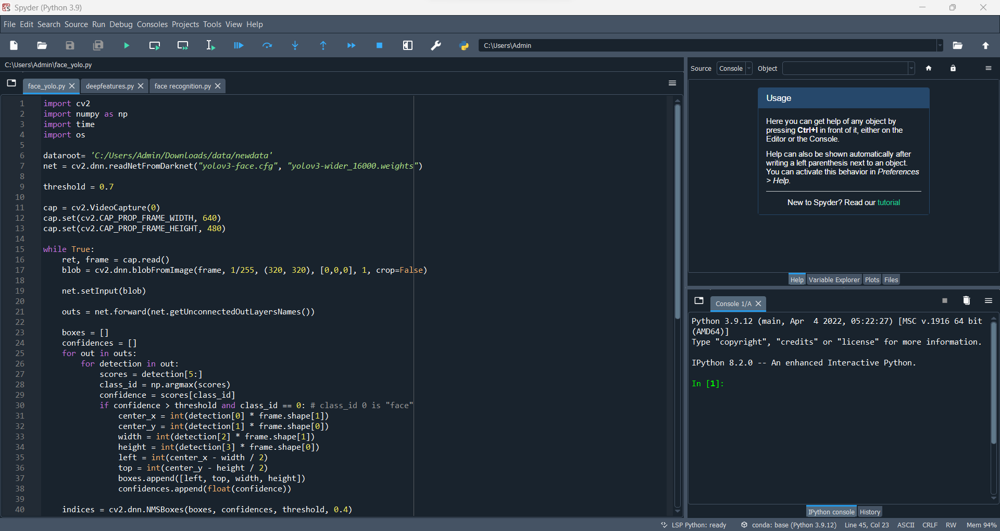 Spyder (Python 3.9)
File Edit Search Source Run Debug Consoles Projects Tools View Help
C:\Users\Admin
C:\Users\Admin\face_yolo.py
face_yolo.py deepfeatures.py face recognition.py
1 import cv2
2 import numpy as np
3 import time
4 import os
5
6 dataroot= 'C:/Users/Admin/Downloads/data/newdata'
7 net = cv2.dnn.readNetFromDarknet("yolov3-face.cfg", "yolov3-wider_16000.weights")
8
9 threshold = 0.7
10
11 cap = cv2.VideoCapture(0)
12 cap.set(cv2.CAP_PROP_FRAME_WIDTH, 640)
13 cap.set(cv2.CAP_PROP_FRAME_HEIGHT, 480)
14
15 while True:
16     ret, frame = cap.read()
17     blob = cv2.dnn.blobFromImage(frame, 1/255, (320, 320), [0,0,0], 1, crop=False)
18
19     net.setInput(blob)
20
21     outs = net.forward(net.getUnconnectedOutLayersNames())
22
23     boxes = []
24     confidences = []
25     for out in outs:
26         for detection in out:
27             scores = detection[5:]
28             class_id = np.argmax(scores)
29             confidence = scores[class_id]
30             if confidence > threshold and class_id == 0: # class_id 0 is "face"
31                 center_x = int(detection[0] * frame.shape[1])
32                 center_y = int(detection[1] * frame.shape[0])
33                 width = int(detection[2] * frame.shape[1])
34                 height = int(detection[3] * frame.shape[0])
35                 left = int(center_x - width / 2)
36                 top = int(center_y - height / 2)
37                 boxes.append([left, top, width, height])
38                 confidences.append(float(confidence))
39
40     indices = cv2.dnn.NMSBoxes(boxes, confidences, threshold, 0.4)
Source Console Object
Usage
Here you can get help of any object by
pressing Ctrl+I in front of it, either on the
Editor or the Console.
Help can also be shown automatically after
writing a left parenthesis next to an object.
You can activate this behavior in Preferences
> Help.
New to Spyder? Read our tutorial
Help Variable Explorer Plots Files
Console 1/A
Python 3.9.12 (main, Apr  4 2022, 05:22:27) [MSC v.1916 64 bit
(AMD64)]
Type "copyright", "credits" or "license" for more information.
IPython 8.2.0 -- An enhanced Interactive Python.
In [1]:
IPython console History
LSP Python: ready conda: base (Python 3.9.12) Line 45, Col 23 ASCII CRLF RW Mem 94%